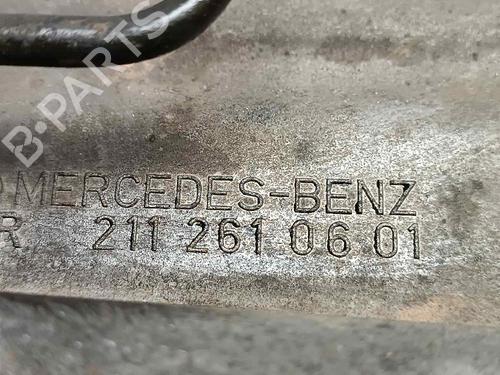 B-PARTS
MERCEDES-BENZ
R 211 261 06 01